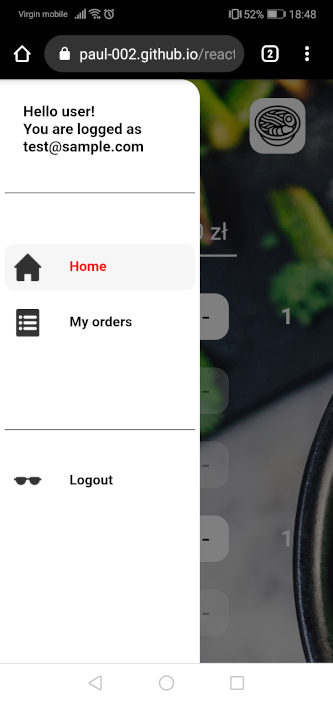 Virgin mobile 52% 18:48
paul-002.github.io/react 2
Hello user!
You are logged as
test@sample.com
zł
Home
- 1
My orders
-
-
Logout
- 1
-